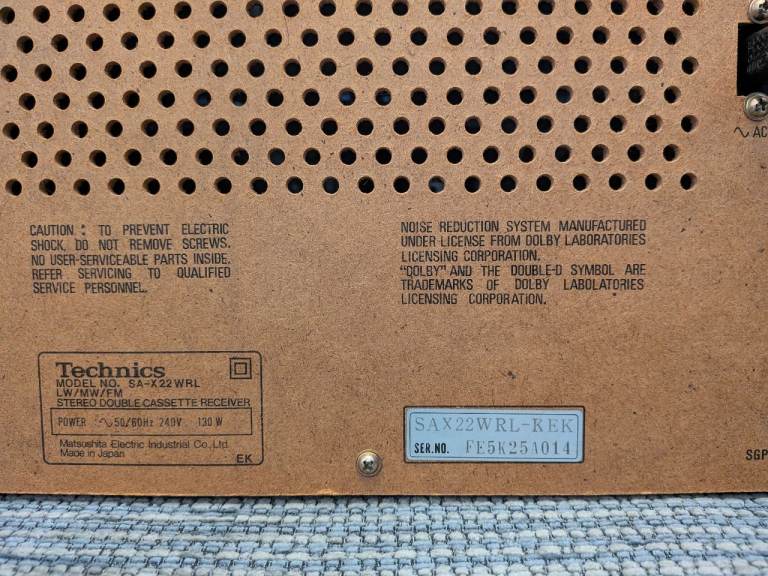 ∿ AC
CAUTION : TO PREVENT ELECTRIC
SHOCK, DO NOT REMOVE SCREWS.
NO USER-SERVICEABLE PARTS INSIDE.
REFER SERVICING TO QUALIFIED
SERVICE PERSONNEL.
NOISE REDUCTION SYSTEM MANUFACTURED
UNDER LICENSE FROM DOLBY LABORATORIES
LICENSING CORPORATION.
“DOLBY” AND THE DOUBLE-D SYMBOL ARE
TRADEMARKS OF DOLBY LABOLATORIES
LICENSING CORPORATION.
Technics
MODEL NO. SA-X22WRL
LW/MW/FM
STEREO DOUBLE CASSETTE RECEIVER
POWER ∿50/60Hz 240V 130W
Matsushita Electric Industrial Co., Ltd.
Made in Japan
EK
SAX22WRL-KEK
SER.NO. FE5K25A014
SGP